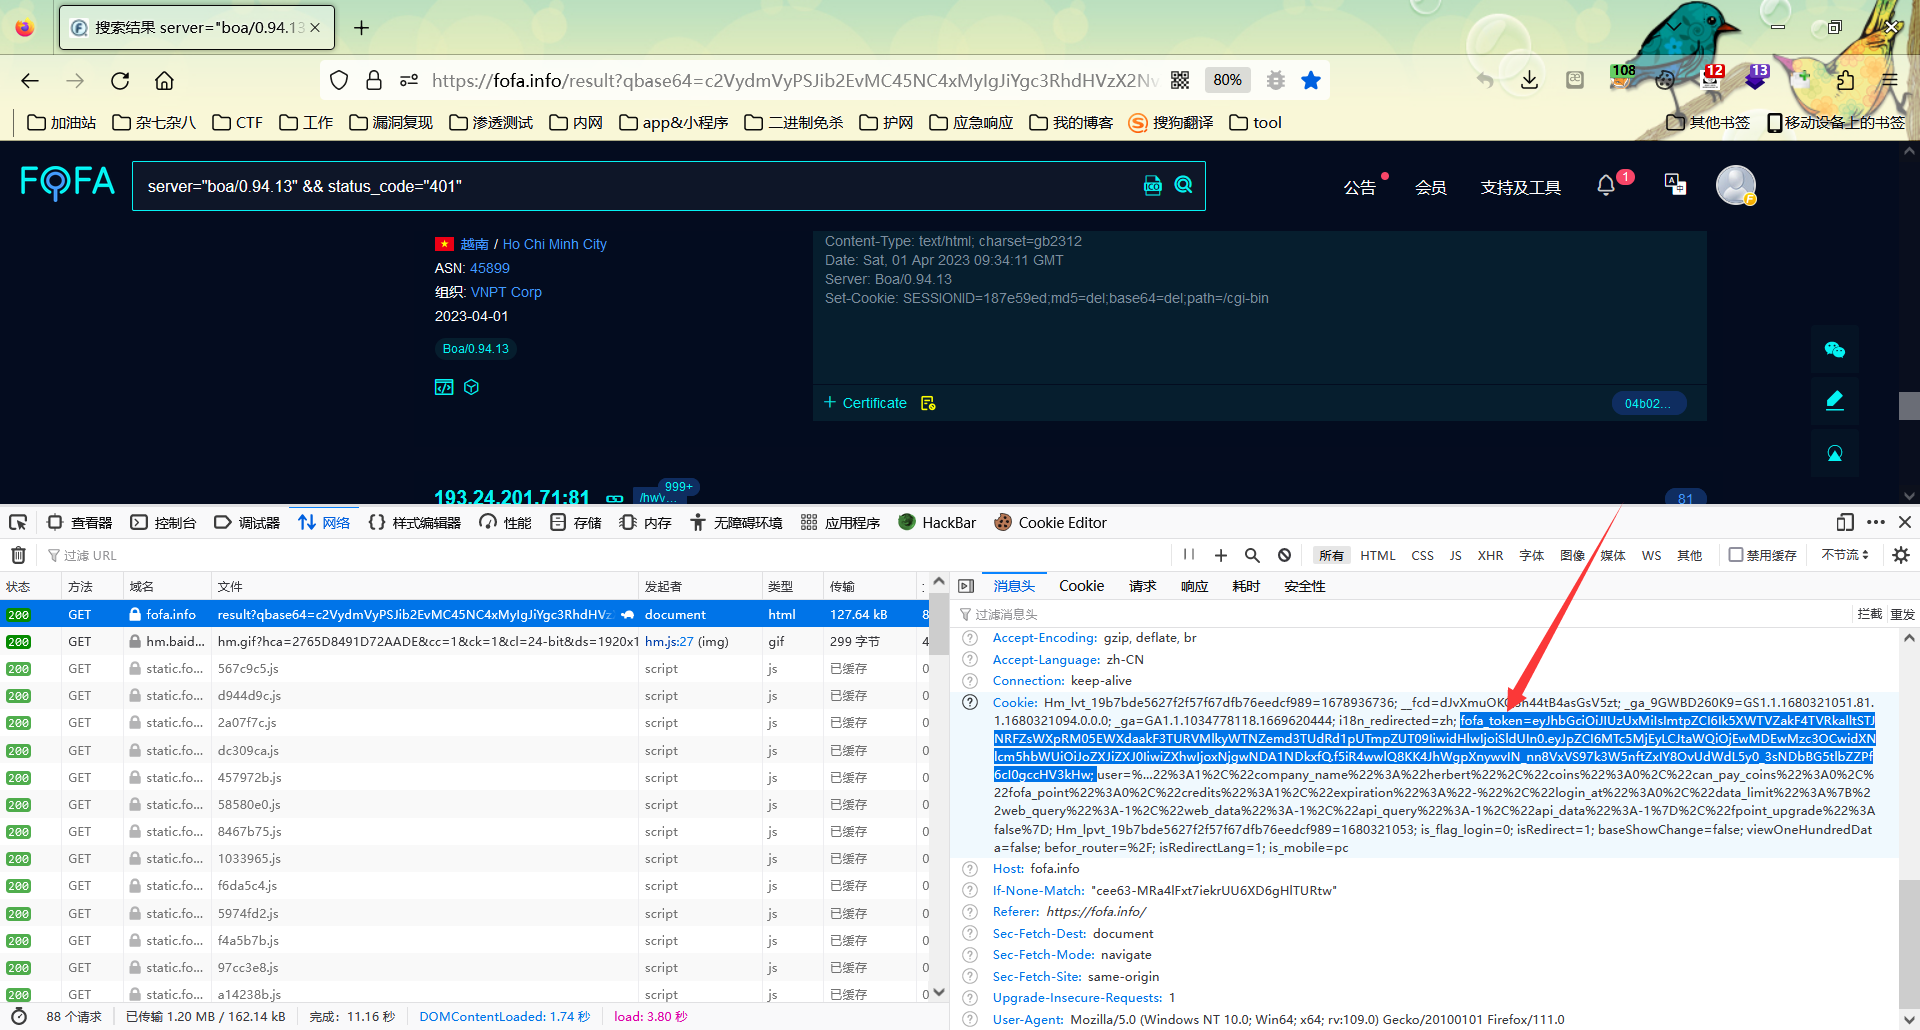 搜索结果 server="boa/0.94.13
https://fofa.info/result?qbase64=c2VydmVyPSJib2EvMC45NC4xMyIgJiYgc3RhdHVzX2Nv
80%
108
12
13
加油站 杂七杂八 CTF 工作 漏洞复现 渗透测试 内网 app&小程序 二进制免杀 护网 应急响应 我的博客 搜狗翻译 tool 其他书签 移动设备上的书签
FOFA
server="boa/0.94.13" && status_code="401"
ICO
公告 会员 支持及工具 1
越南 / Ho Chi Minh City
ASN: 45899
组织: VNPT Corp
2023-04-01
Boa/0.94.13
Content-Type: text/html; charset=gb2312
Date: Sat, 01 Apr 2023 09:34:11 GMT
Server: Boa/0.94.13
Set-Cookie: SESSIONID=187e59ed;md5=del;base64=del;path=/cgi-bin
Certificate
04b02...
193.24.201.71:81
999+
81
查看器 控制台 调试器 网络 样式编辑器 性能 存储 内存 无障碍环境 应用程序 HackBar Cookie Editor
过滤 URL
所有 HTML CSS JS XHR 字体 图像 媒体 WS 其他 禁用缓存 不节流
状态 方法 域名 文件 发起者 类型 传输
200 GET fofa.info result?qbase64=c2VydmVyPSJib2EvMC45NC4xMyIgJiYgc3RhdHVz document html 127.64 kB 8
200 GET hm.baid... hm.gif?hca=2765D8491D72AADE&cc=1&ck=1&cl=24-bit&ds=1920x1 hm.js:27 (img) gif 299 字节 4
200 GET static.fo... 567c9c5.js script js 已缓存 0
200 GET static.fo... d944d9c.js script js 已缓存 0
200 GET static.fo... 2a07f7c.js script js 已缓存 0
200 GET static.fo... dc309ca.js script js 已缓存 0
200 GET static.fo... 457972b.js script js 已缓存 0
200 GET static.fo... 58580e0.js script js 已缓存 0
200 GET static.fo... 8467b75.js script js 已缓存 0
200 GET static.fo... 1033965.js script js 已缓存 0
200 GET static.fo... f6da5c4.js script js 已缓存 0
200 GET static.fo... 5974fd2.js script js 已缓存 0
200 GET static.fo... f4a5b7b.js script js 已缓存 0
200 GET static.fo... 97cc3e8.js script js 已缓存 0
200 GET static.fo... a14238b.js script js 已缓存 0
88 个请求 已传输 1.20 MB / 162.14 kB 完成: 11.16 秒 DOMContentLoaded: 1.74 秒 load: 3.80 秒
消息头 Cookie 请求 响应 耗时 安全性
过滤消息头
拦截 重发
Accept-Encoding: gzip, deflate, br
Accept-Language: zh-CN
Connection: keep-alive
Cookie: Hm_lvt_19b7bde5627f2f57f67dfb76eedcf989=1678936736; _ga_9GWBD260K9=GS1.1.1680321051.81.
1.1680321094.0.0.0; _ga=GA1.1.1034778118.1669620444; i18n_redirected=zh;
user=%...22%3A1%2C%22company_name%22%3A%22herbert%22%2C%22coins%22%3A0%2C%22can_pay_coins%22%3A0%2C%
22fofa_point%22%3A0%2C%22credits%22%3A1%2C%22expiration%22%3A%22-%22%2C%22login_at%22%3A0%2C%22data_limit%22%3A%7B%2
2web_query%22%3A-1%2C%22web_data%22%3A-1%2C%22api_query%22%3A-1%2C%22api_data%22%3A-1%7D%2C%22fpoint_upgrade%22%3A
false%7D; Hm_lpvt_19b7bde5627f2f57f67dfb76eedcf989=1680321053; is_flag_login=0; isRedirect=1; baseShowChange=false; viewOneHundredDat
a=false; befor_router=%2F; isRedirectLang=1; is_mobile=pc
Host: fofa.info
If-None-Match: "cee63-MRa4lFxt7iekrUU6XD6gHlTURtw"
Referer: https://fofa.info/
Sec-Fetch-Dest: document
Sec-Fetch-Mode: navigate
Sec-Fetch-Site: same-origin
Upgrade-Insecure-Requests: 1
User-Agent: Mozilla/5.0 (Windows NT 10.0; Win64; x64; rv:109.0) Gecko/20100101 Firefox/111.0